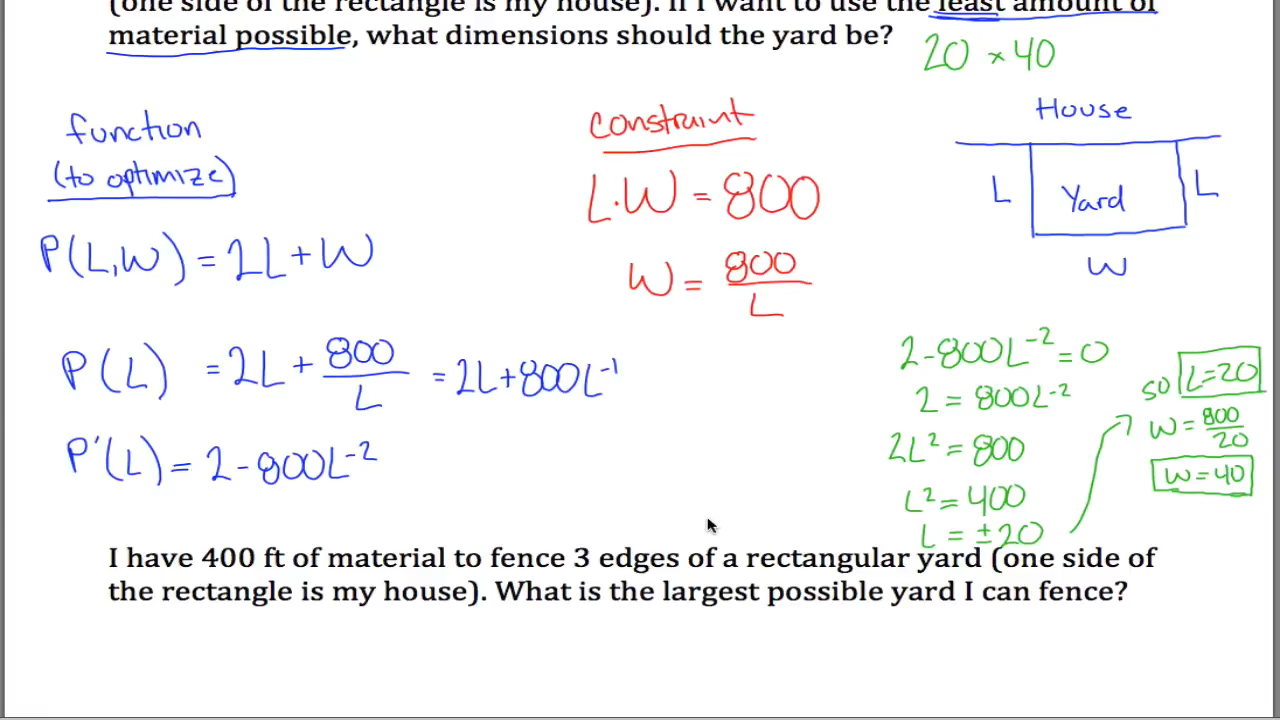 (one side of the rectangle is my house). If I want to use the least amount of
material possible, what dimensions should the yard be?
20 × 40
function
(to optimize)
P(L,W) = 2L + W
P(L) = 2L + 800/L = 2L + 800L⁻¹
P'(L) = 2 - 800L⁻²
constraint
L·W = 800
W = 800/L
House
L
Yard
L
W
2 - 800L⁻² = 0
2 = 800L⁻²
2L² = 800
L² = 400
L = ±20
so L = 20
W = 800/20
W = 40
I have 400 ft of material to fence 3 edges of a rectangular yard (one side of
the rectangle is my house). What is the largest possible yard I can fence?